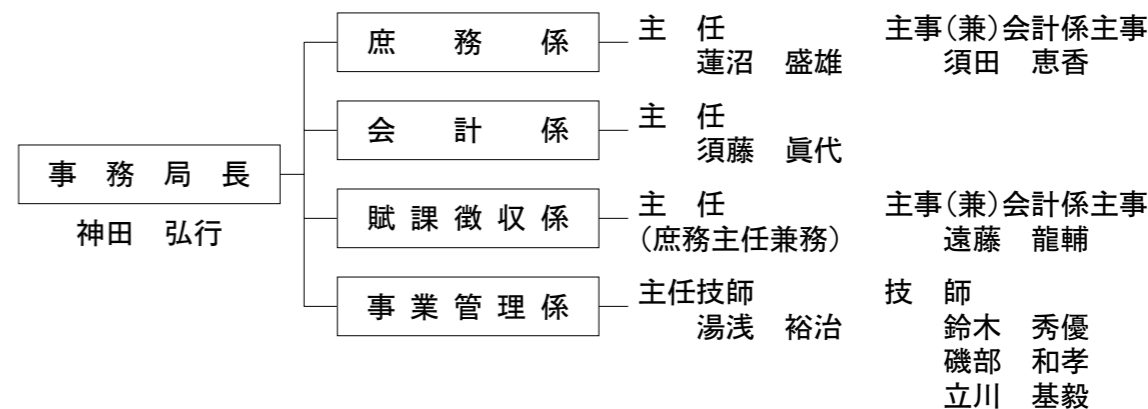 事務局長
神田　弘行
庶務係
主　任
蓮沼　盛雄
主事(兼)会計係主事
須田　恵香
会計係
主　任
須藤　眞代
賦課徴収係
主　任
(庶務主任兼務)
主事(兼)会計係主事
遠藤　龍輔
事業管理係
主任技師
湯浅　裕治
技　師
鈴木　秀優
磯部　和孝
立川　基毅